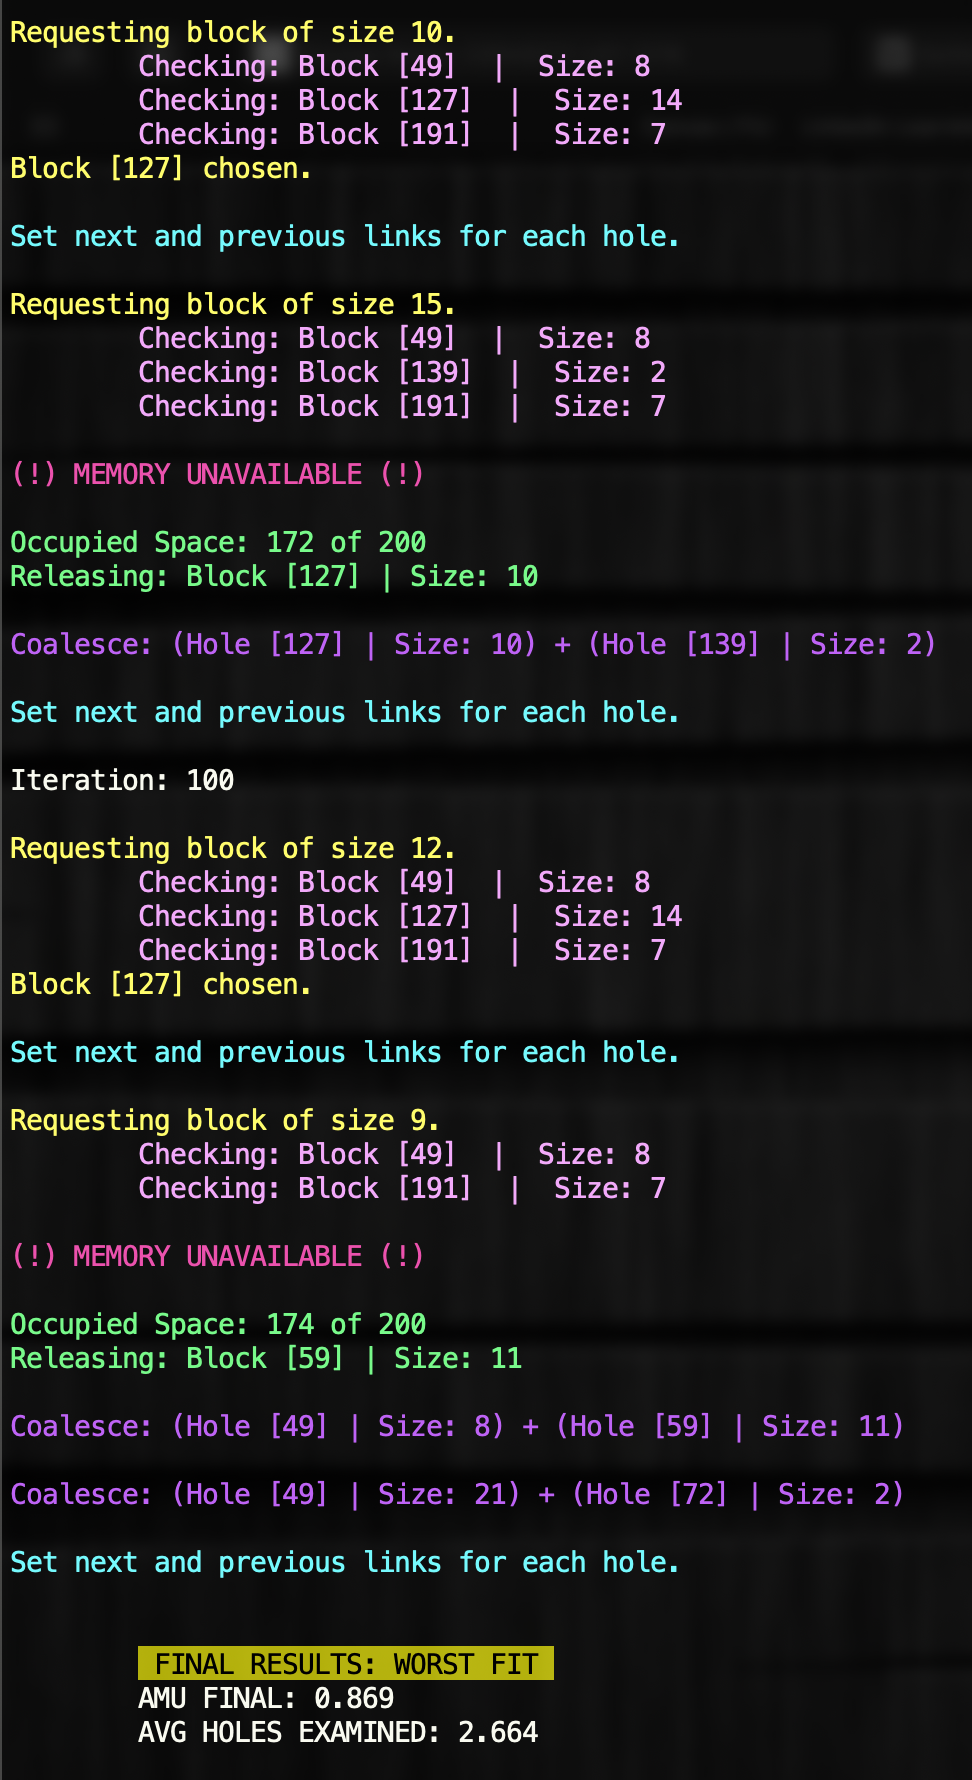 Requesting block of size 10.
Checking: Block [49] | Size: 8
Checking: Block [127] | Size: 14
Checking: Block [191] | Size: 7
Block [127] chosen.
Set next and previous links for each hole.
Requesting block of size 15.
Checking: Block [49] | Size: 8
Checking: Block [139] | Size: 2
Checking: Block [191] | Size: 7
(!) MEMORY UNAVAILABLE (!)
Occupied Space: 172 of 200
Releasing: Block [127] | Size: 10
Coalesce: (Hole [127] | Size: 10) + (Hole [139] | Size: 2)
Set next and previous links for each hole.
Iteration: 100
Requesting block of size 12.
Checking: Block [49] | Size: 8
Checking: Block [127] | Size: 14
Checking: Block [191] | Size: 7
Block [127] chosen.
Set next and previous links for each hole.
Requesting block of size 9.
Checking: Block [49] | Size: 8
Checking: Block [191] | Size: 7
(!) MEMORY UNAVAILABLE (!)
Occupied Space: 174 of 200
Releasing: Block [59] | Size: 11
Coalesce: (Hole [49] | Size: 8) + (Hole [59] | Size: 11)
Coalesce: (Hole [49] | Size: 21) + (Hole [72] | Size: 2)
Set next and previous links for each hole.
FINAL RESULTS: WORST FIT
AMU FINAL: 0.869
AVG HOLES EXAMINED: 2.664